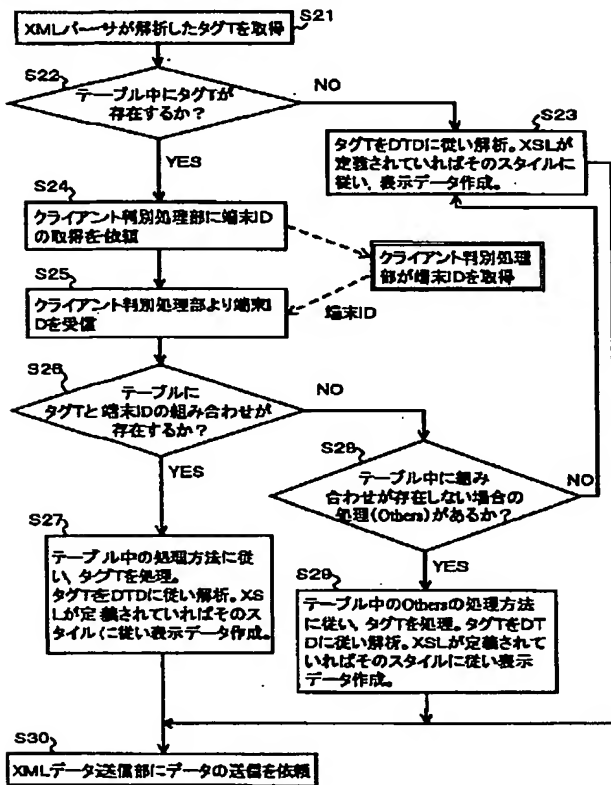 S21
XMLパーサが解析したタグTを取得
S22
テーブル中にタグTが
存在するか?
NO
YES
S23
タグTをDTDに従い解析。XSLが
定義されていればそのスタイルに
従い、表示データ作成。
S24
クライアント判別処理部に端末ID
の取得を依頼
クライアント判別処理
部が端末IDを取得
S25
クライアント判別処理部より端末I
Dを受信
端末ID
S26
テーブルに
タグTと端末IDの組み合わせが
存在するか?
NO
YES
S28
テーブル中に組み
合わせが存在しない場合の
処理(Others)があるか?
NO
YES
S27
テーブル中の処理方法に従
い、タグTを処理。
タグTをDTDに従い解析。XS
Lが定義されていればそのス
タイルに従い表示データ作成。
S29
テーブル中のOthersの処理方法
に従い、タグTを処理。タグTをDT
Dに従い解析。XSLが定義されて
いればそのスタイルに従い表示
データ作成。
S30
XMLデータ送信部にデータの送信を依頼